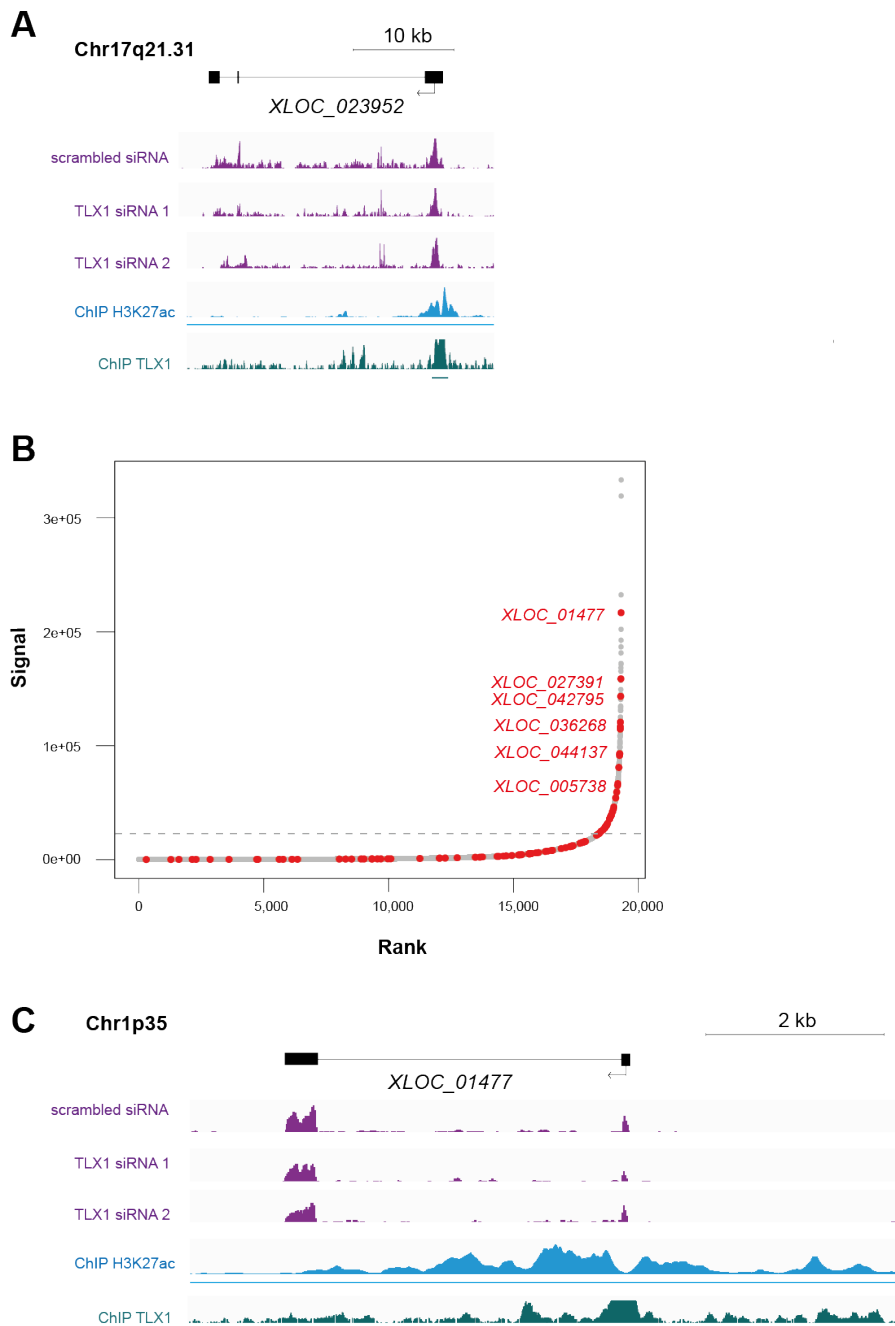 A
Chr17q21.31
10 kb
XLOC_023952
scrambled siRNA
TLX1 siRNA 1
TLX1 siRNA 2
ChIP H3K27ac
ChIP TLX1
B
Signal
3e+05
2e+05
1e+05
0e+00
XLOC_01477
XLOC_027391
XLOC_042795
XLOC_036268
XLOC_044137
XLOC_005738
0 5,000 10,000 15,000 20,000
Rank
C
Chr1p35
2 kb
XLOC_01477
scrambled siRNA
TLX1 siRNA 1
TLX1 siRNA 2
ChIP H3K27ac
ChIP TLX1